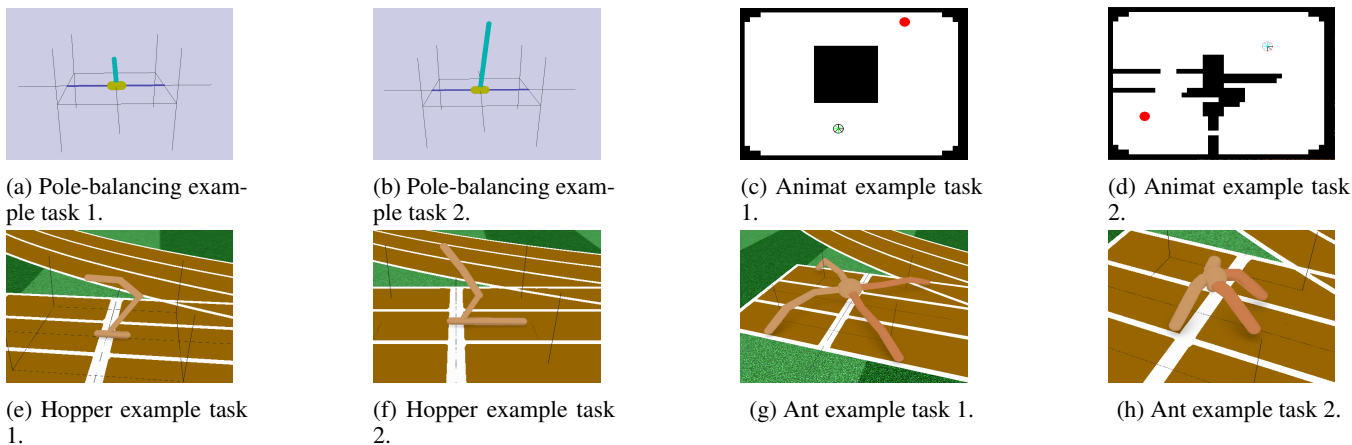 (a) Pole-balancing exam-
ple task 1.
(b) Pole-balancing exam-
ple task 2.
(c) Animat example task
1.
(d) Animat example task
2.
(e) Hopper example task
1.
(f) Hopper example task
2.
(g) Ant example task 1.
(h) Ant example task 2.